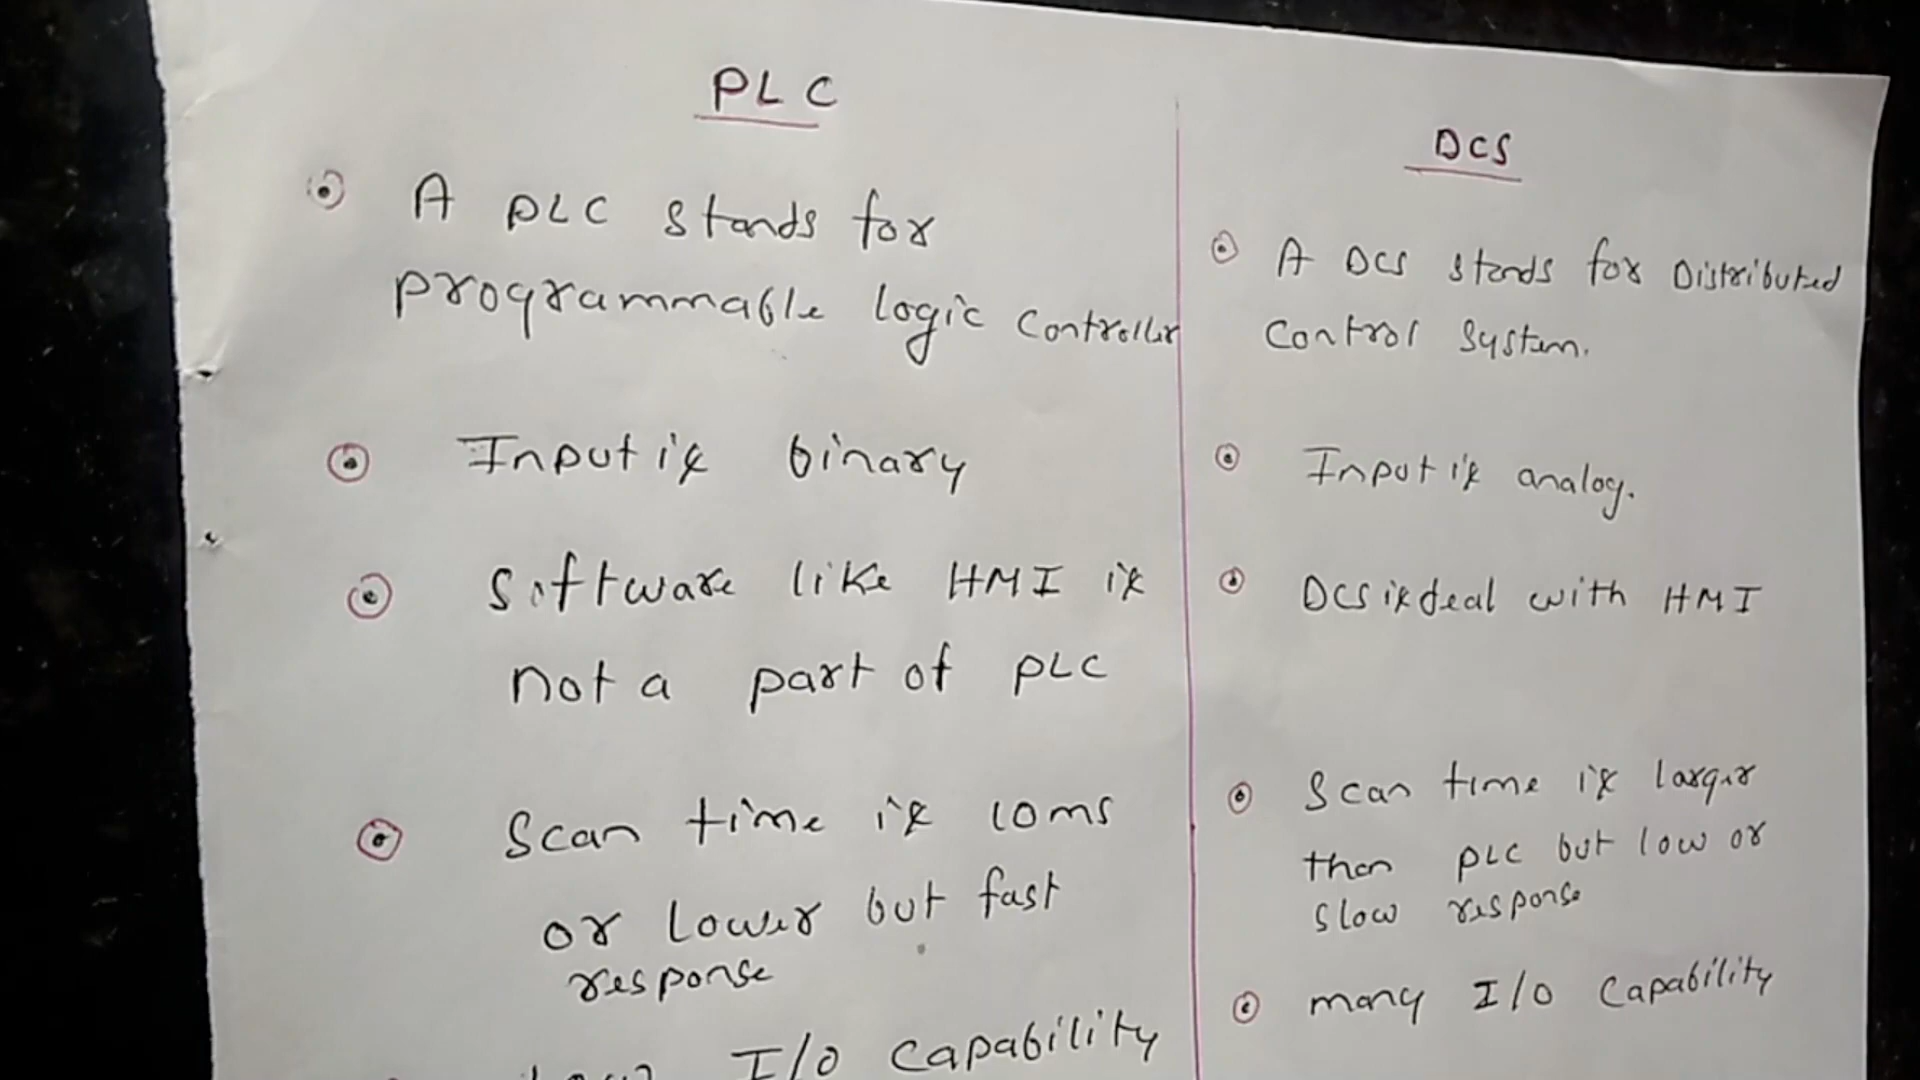 PLC
A PLC stands for
programmable logic Controller
Input is binary
Software like HMI is
not a part of PLC
Scan time is 10ms
or Lower but fast
response
I/O Capability
DCS
A DCS stands for Distributed
Control System.
Input is analog.
DCS is deal with HMI
Scan time is larger
than PLC but low or
slow response
many I/O Capability